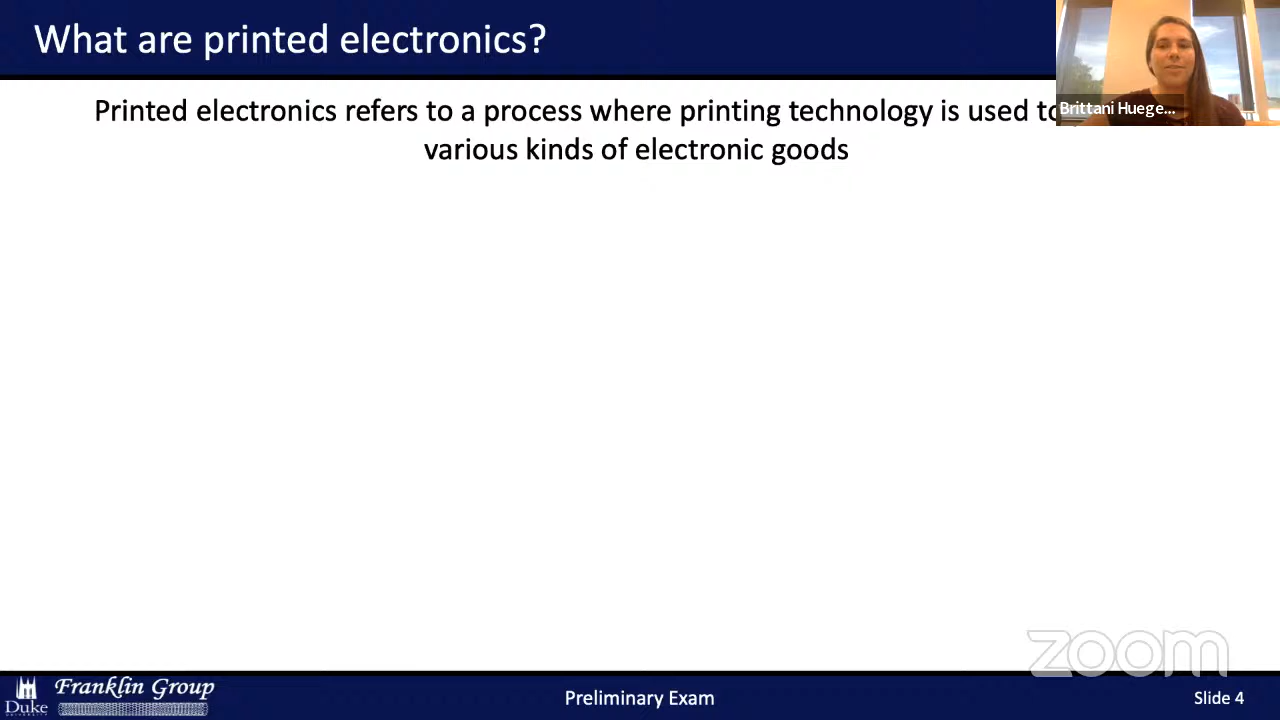 What are printed electronics?
Brittani Huege...
Printed electronics refers to a process where printing technology is used to
various kinds of electronic goods
zoom
Duke
UNIVERSITY
Franklin Group
Preliminary Exam
Slide 4